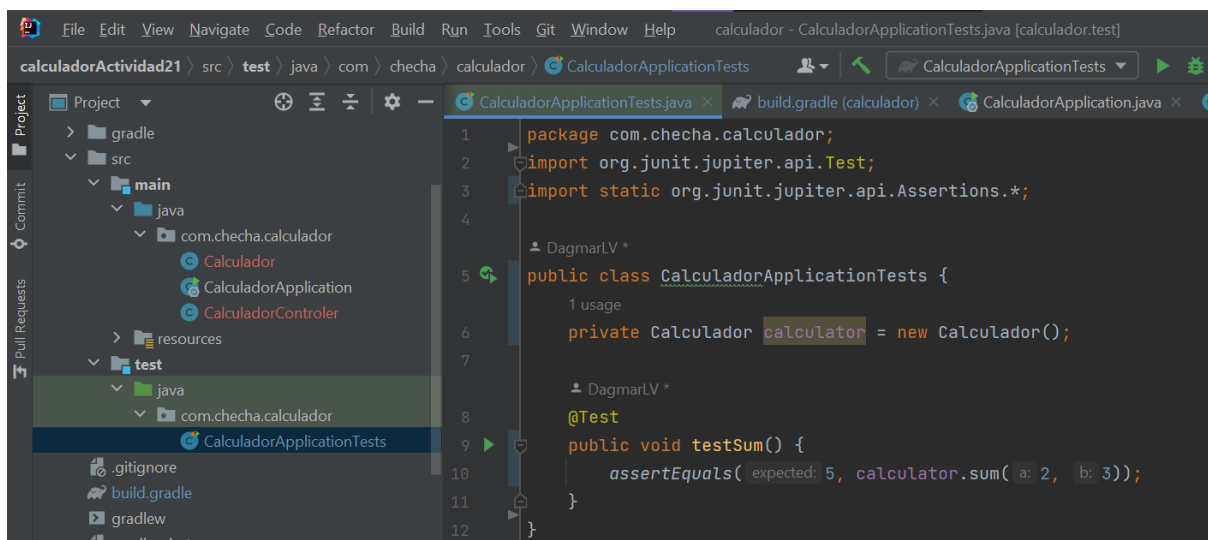 File Edit View Navigate Code Refactor Build Run Tools Git Window Help calculador - CalculadorApplicationTests.java [calculador.test]
calculadorActividad21 src test java com checha calculador CalculadorApplicationTests CalculadorApplicationTests
Project
CalculadorApplicationTests.java build.gradle (calculador) CalculadorApplication.java
Project
Commit
Pull Requests
gradle
src
main
java
com.checha.calculador
Calculador
CalculadorApplication
CalculadorControler
resources
test
java
com.checha.calculador
CalculadorApplicationTests
.gitignore
build.gradle
gradlew
1 package com.checha.calculador;
2 import org.junit.jupiter.api.Test;
3 import static org.junit.jupiter.api.Assertions.*;
4
DagmarLV *
5 public class CalculadorApplicationTests {
1 usage
6 private Calculador calculator = new Calculador();
7
DagmarLV *
8 @Test
9 public void testSum() {
10 assertEquals( expected: 5, calculator.sum( a: 2, b: 3));
11 }
12 }